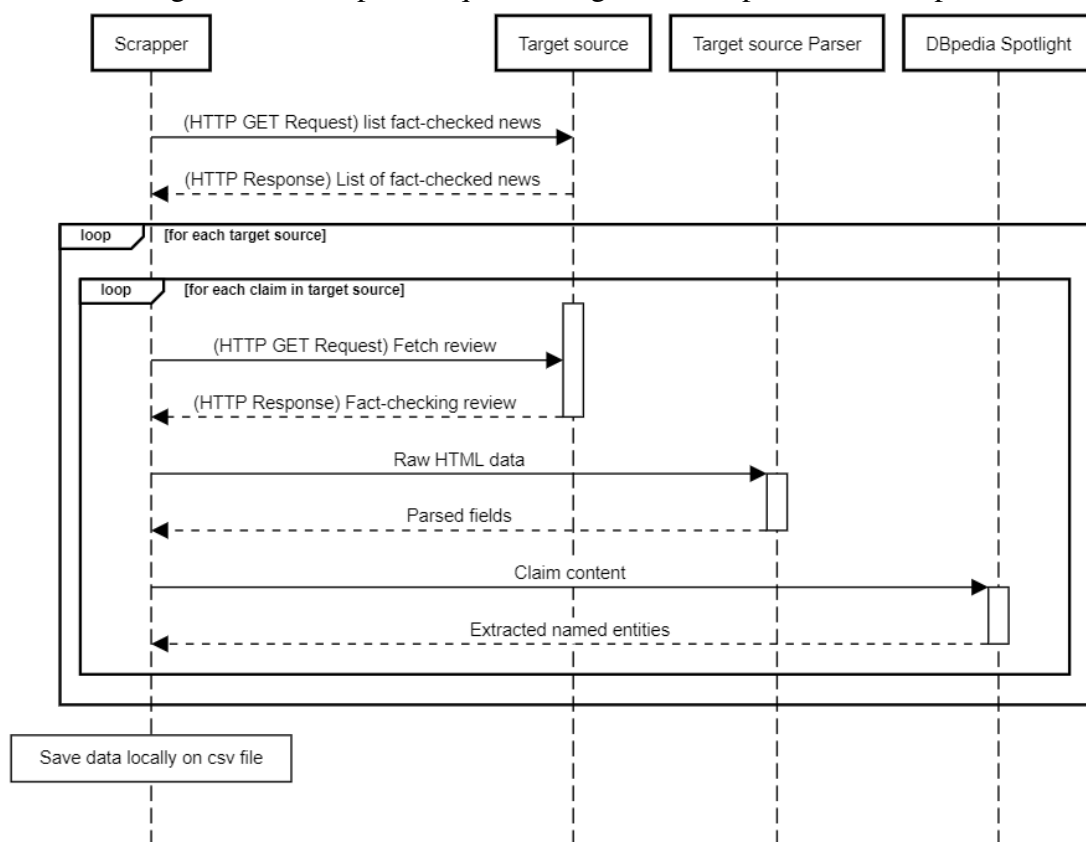 Scrapper
Target source
Target source Parser
DBpedia Spotlight
(HTTP GET Request) list fact-checked news
(HTTP Response) List of fact-checked news
loop
[for each target source]
loop
[for each claim in target source]
(HTTP GET Request) Fetch review
(HTTP Response) Fact-checking review
Raw HTML data
Parsed fields
Claim content
Extracted named entities
Save data locally on csv file